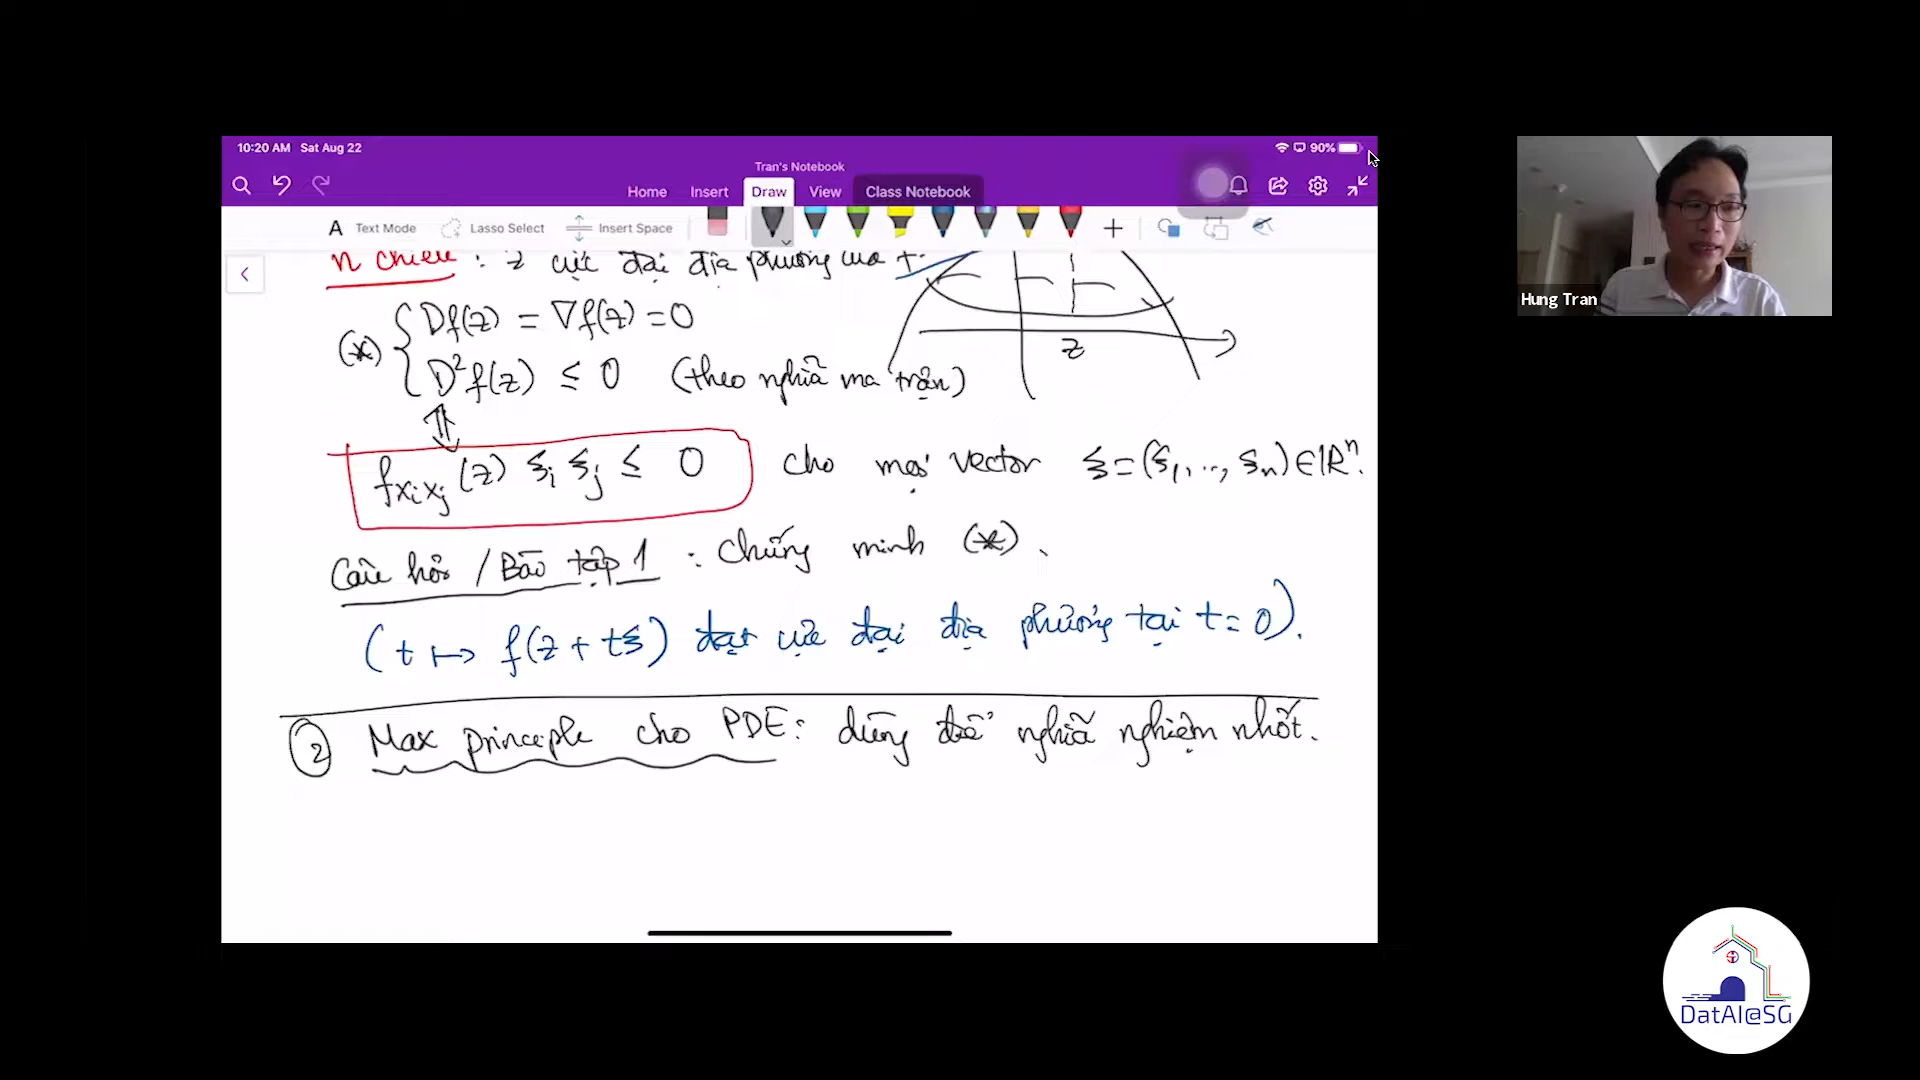 10:20 AM Sat Aug 22
90%
Tran's Notebook
Home Insert Draw View Class Notebook
A Text Mode Lasso Select Insert Space
n chiều : z cực đại địa phương của f.
(*) { Df(z) = ∇f(z) = 0
D²f(z) ≤ 0 (theo nghĩa ma trận)
z
⇕
f_{x_i x_j}(z) ξ_i ξ_j ≤ 0 cho mọi vector ξ = (ξ_1, .., ξ_n) ∈ ℝ^n.
Câu hỏi / Bài tập 1 : Chứng minh (*).
(t ↦ f(z + tξ) đạt cực đại địa phương tại t = 0).
② Max principle cho PDE: dùng để nghĩa nghiệm nhớt.
Hung Tran
DatAI@SG